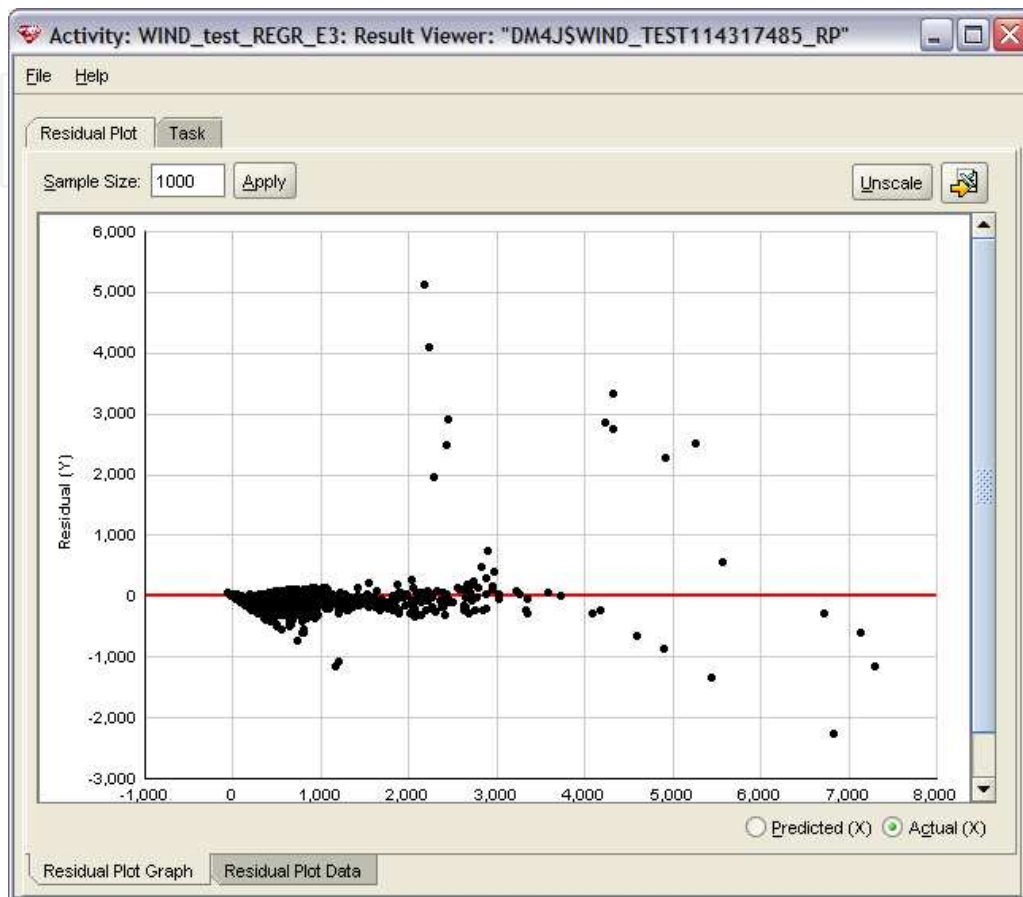 Activity: WIND_test_REGR_E3: Result Viewer: "DM4J$WIND_TEST114317485_RP"
File Help
Residual Plot Task
Sample Size: 1000 Apply Unscale
6,000
5,000
4,000
3,000
2,000
1,000
0
-1,000
-2,000
-3,000
Residual (Y)
-1,000 0 1,000 2,000 3,000 4,000 5,000 6,000 7,000 8,000
Predicted (X) Actual (X)
Residual Plot Graph Residual Plot Data